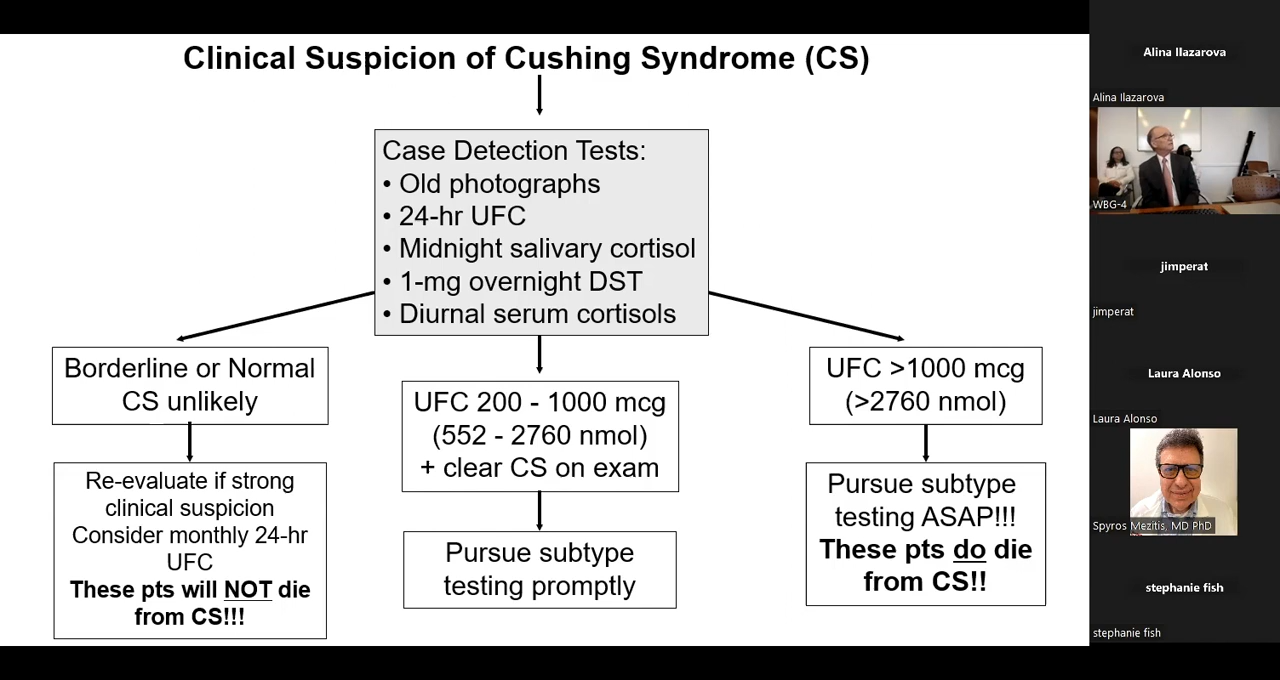 Clinical Suspicion of Cushing Syndrome (CS)
Case Detection Tests:
• Old photographs
• 24-hr UFC
• Midnight salivary cortisol
• 1-mg overnight DST
• Diurnal serum cortisols
Borderline or Normal
CS unlikely
Re-evaluate if strong
clinical suspicion
Consider monthly 24-hr
UFC
These pts will NOT die
from CS!!!
UFC 200 - 1000 mcg
(552 - 2760 nmol)
+ clear CS on exam
Pursue subtype
testing promptly
UFC >1000 mcg
(>2760 nmol)
Pursue subtype
testing ASAP!!!
These pts do die
from CS!!
Alina Ilazarova
Alina Ilazarova
WBG-4
jimperat
jimperat
Laura Alonso
Laura Alonso
Spyros Mezitis, MD PhD
stephanie fish
stephanie fish